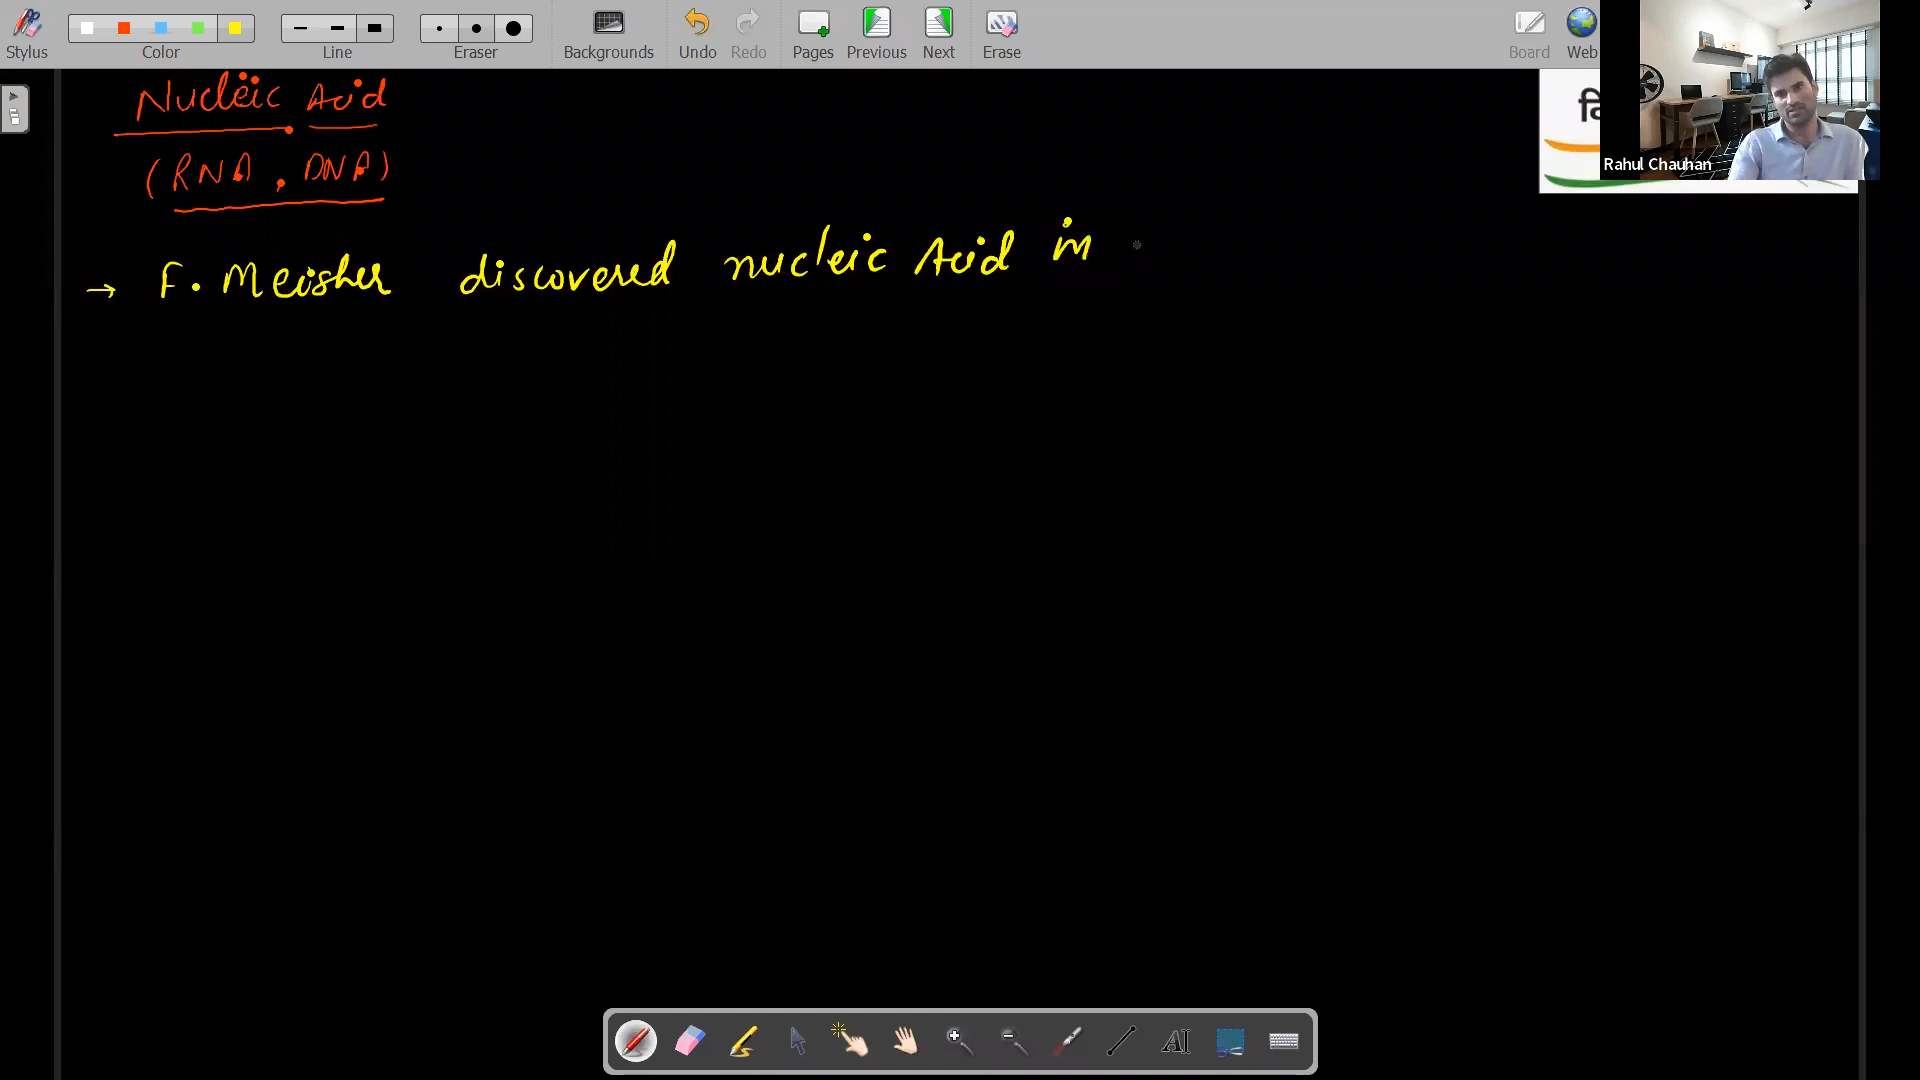 Stylus Color Line Eraser Backgrounds Undo Redo Pages Previous Next Erase Board Web
Nucleic Acid
(RNA, DNA)
Rahul Chauhan
→ F. Meisher discovered nucleic Acid in